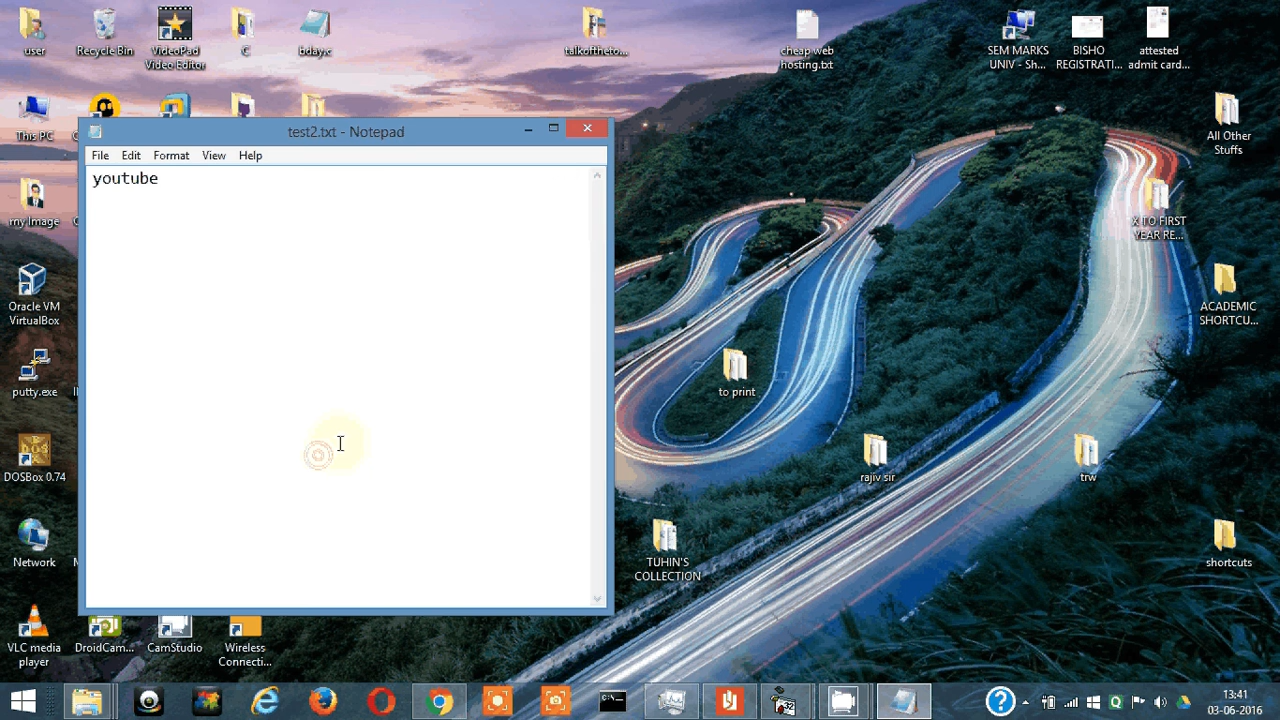 user
Recycle Bin
VideoPad
Video Editor
C
bday.c
talkoftheto...
cheap web
hosting.txt
SEM MARKS
UNIV - Sh...
BISHO
REGISTRATI...
attested
admit card...
This PC
test2.txt - Notepad
File Edit Format View Help
youtube
All Other
Stuffs
my Image
X TO FIRST
YEAR RE...
Oracle VM
VirtualBox
ACADEMIC
SHORTCU...
putty.exe
to print
DOSBox 0.74
rajiv sir
trw
Network
TUHIN'S
COLLECTION
shortcuts
VLC media
player
DroidCam...
CamStudio
Wireless
Connecti...
13:41
03-06-2016